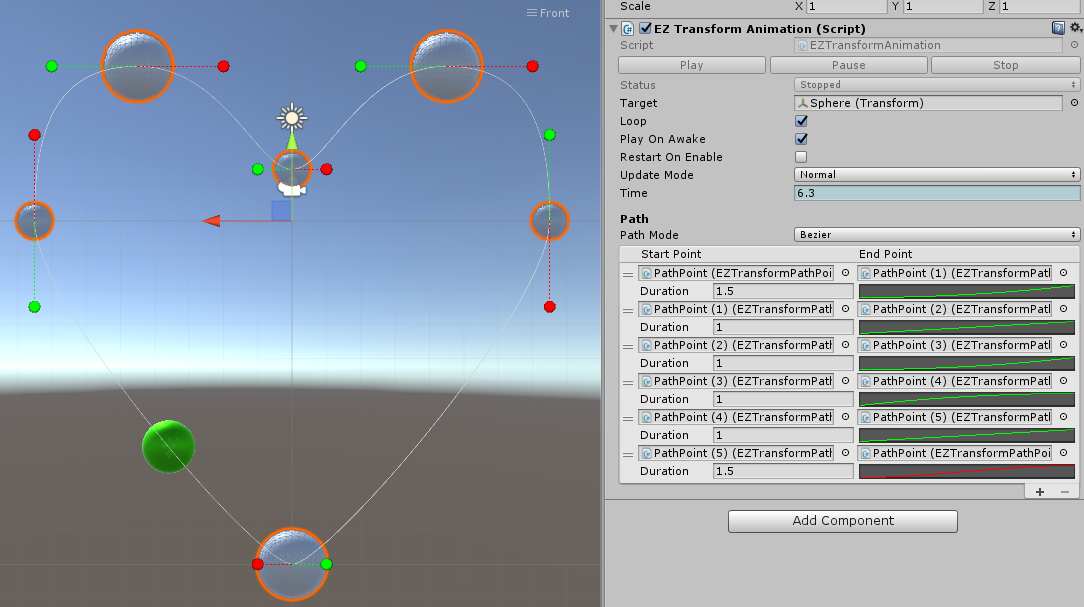 Front
Scale X 1 Y 1 Z 1
EZ Transform Animation (Script)
Script EZTransformAnimation
Play Pause Stop
Status Stopped
Target Sphere (Transform)
Loop
Play On Awake
Restart On Enable
Update Mode Normal
Time 6.3
Path
Path Mode Bezier
Start Point End Point
PathPoint (EZTransformPathPoi PathPoint (1) (EZTransformPatl
Duration 1.5
PathPoint (1) (EZTransformPatl PathPoint (2) (EZTransformPatl
Duration 1
PathPoint (2) (EZTransformPatl PathPoint (3) (EZTransformPatl
Duration 1
PathPoint (3) (EZTransformPatl PathPoint (4) (EZTransformPatl
Duration 1
PathPoint (4) (EZTransformPatl PathPoint (5) (EZTransformPatl
Duration 1
PathPoint (5) (EZTransformPatl PathPoint (EZTransformPathPoi
Duration 1.5
+ −
Add Component